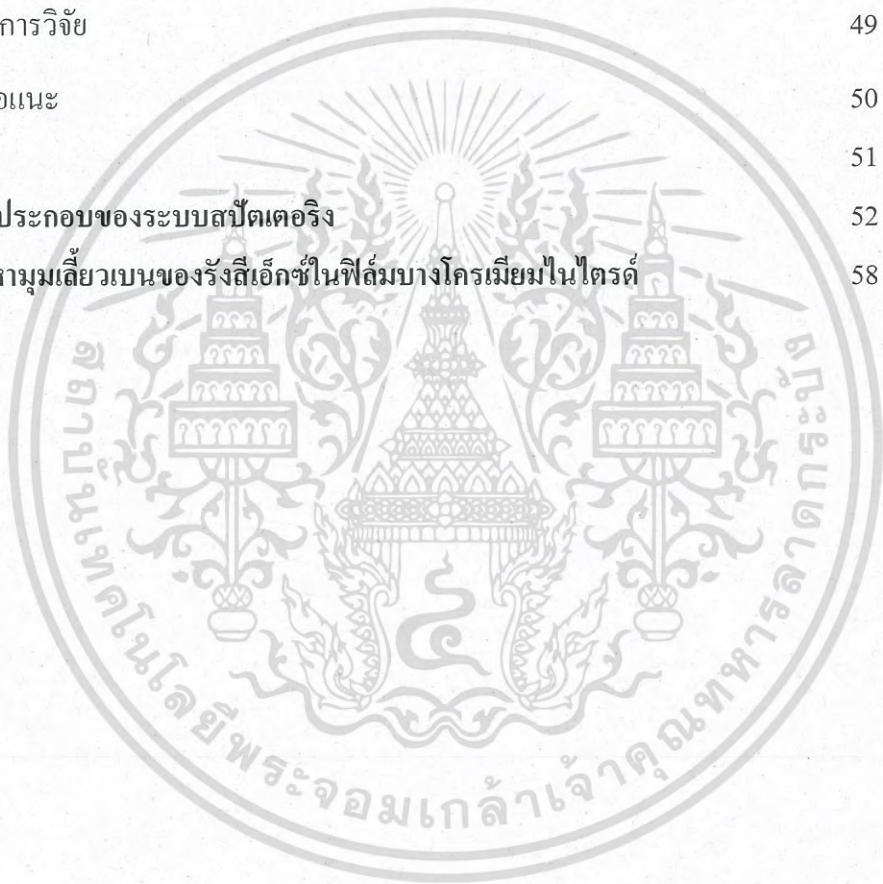 การวิจัย 49
อแนะ 50
51
ประกอบของระบบสปัตเตอริง 52
หามุมเลี้ยวเบนของรังสีเอ็กซ์ในฟิล์มบางโครเมียมไนไตรด์ 58
สถาบันเทคโนโลยีพระจอมเกล้าเจ้าคุณทหารลาดกระบัง